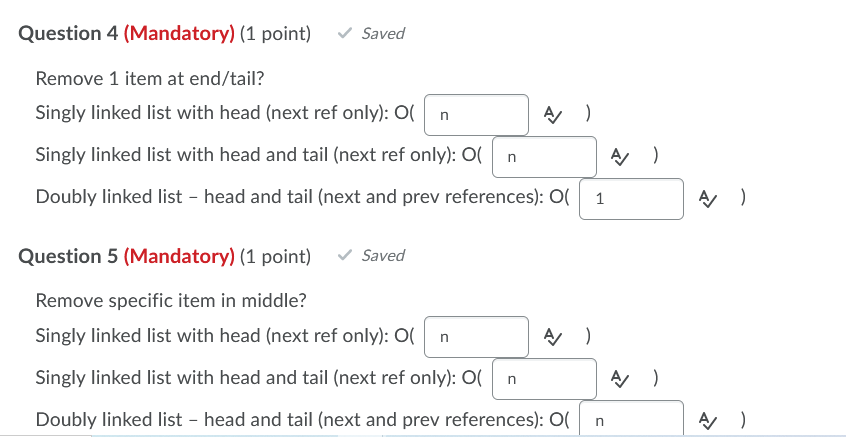 Question 4 (Mandatory) (1 point) ✓ Saved
Remove 1 item at end/tail?
Singly linked list with head (next ref only): O( n )
Singly linked list with head and tail (next ref only): O( n )
Doubly linked list – head and tail (next and prev references): O( 1 )
Question 5 (Mandatory) (1 point) ✓ Saved
Remove specific item in middle?
Singly linked list with head (next ref only): O( n )
Singly linked list with head and tail (next ref only): O( n )
Doubly linked list – head and tail (next and prev references): O( n )